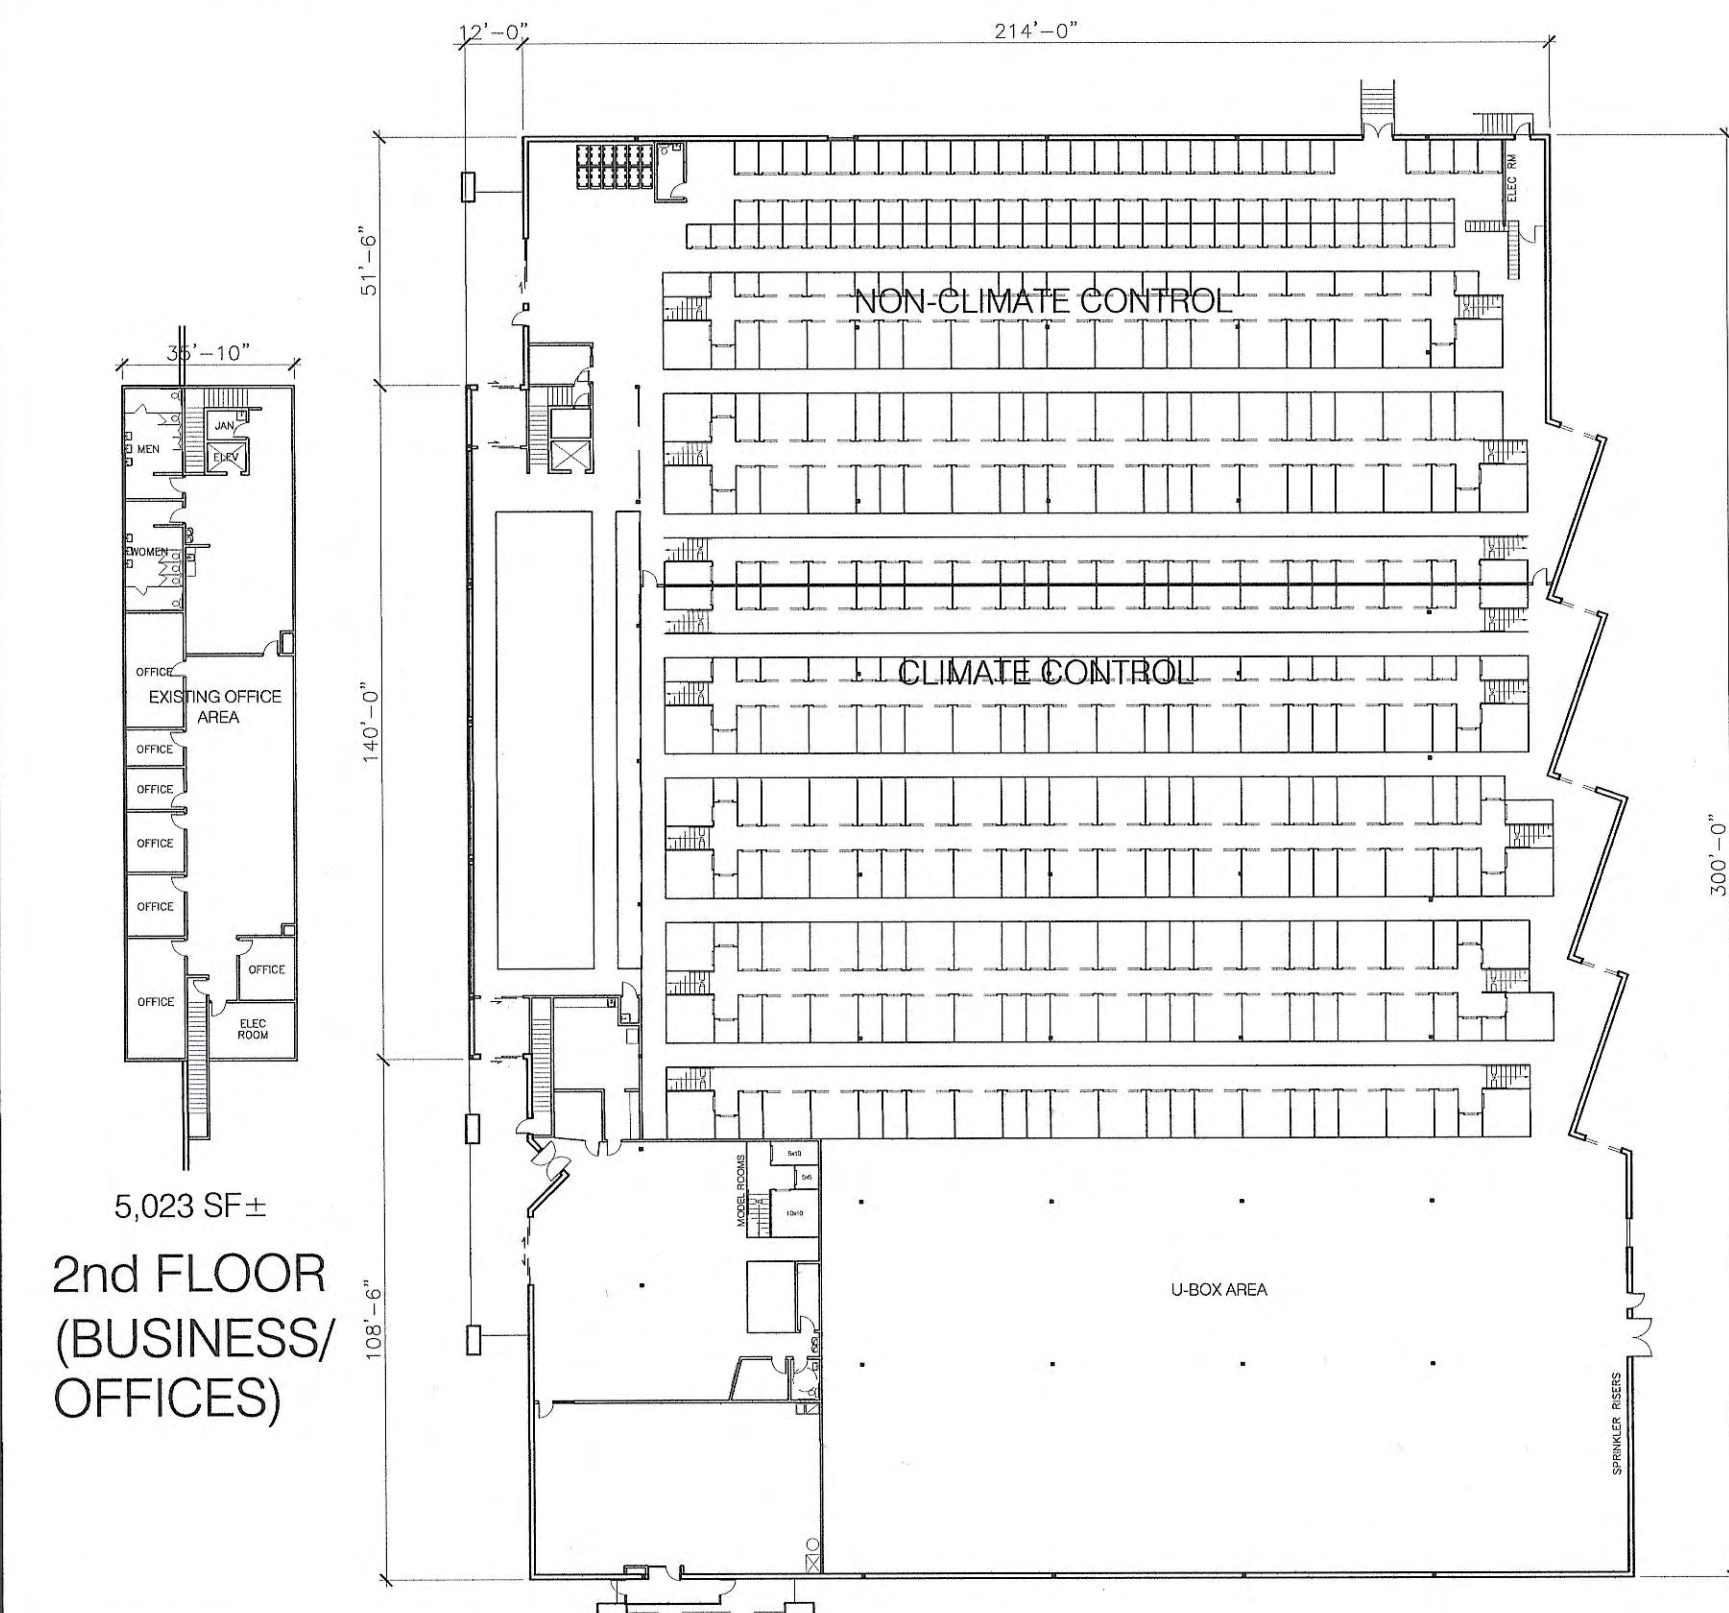 12'-0"
214'-0"
ELEC RM
51'-6"
NON-CLIMATE CONTROL
35'-10"
JAN
MEN
ELEV
WOMEN
OFFICE
EXISTING OFFICE
AREA
CLIMATE CONTROL
140'-0"
OFFICE
OFFICE
OFFICE
300'-0"
OFFICE
OFFICE
OFFICE
ELEC
ROOM
MODEL ROOMS
5x10
5x5
10x10
5,023 SF±
2nd FLOOR
(BUSINESS/
OFFICES)
108'-6"
U-BOX AREA
SPRINKLER RISERS